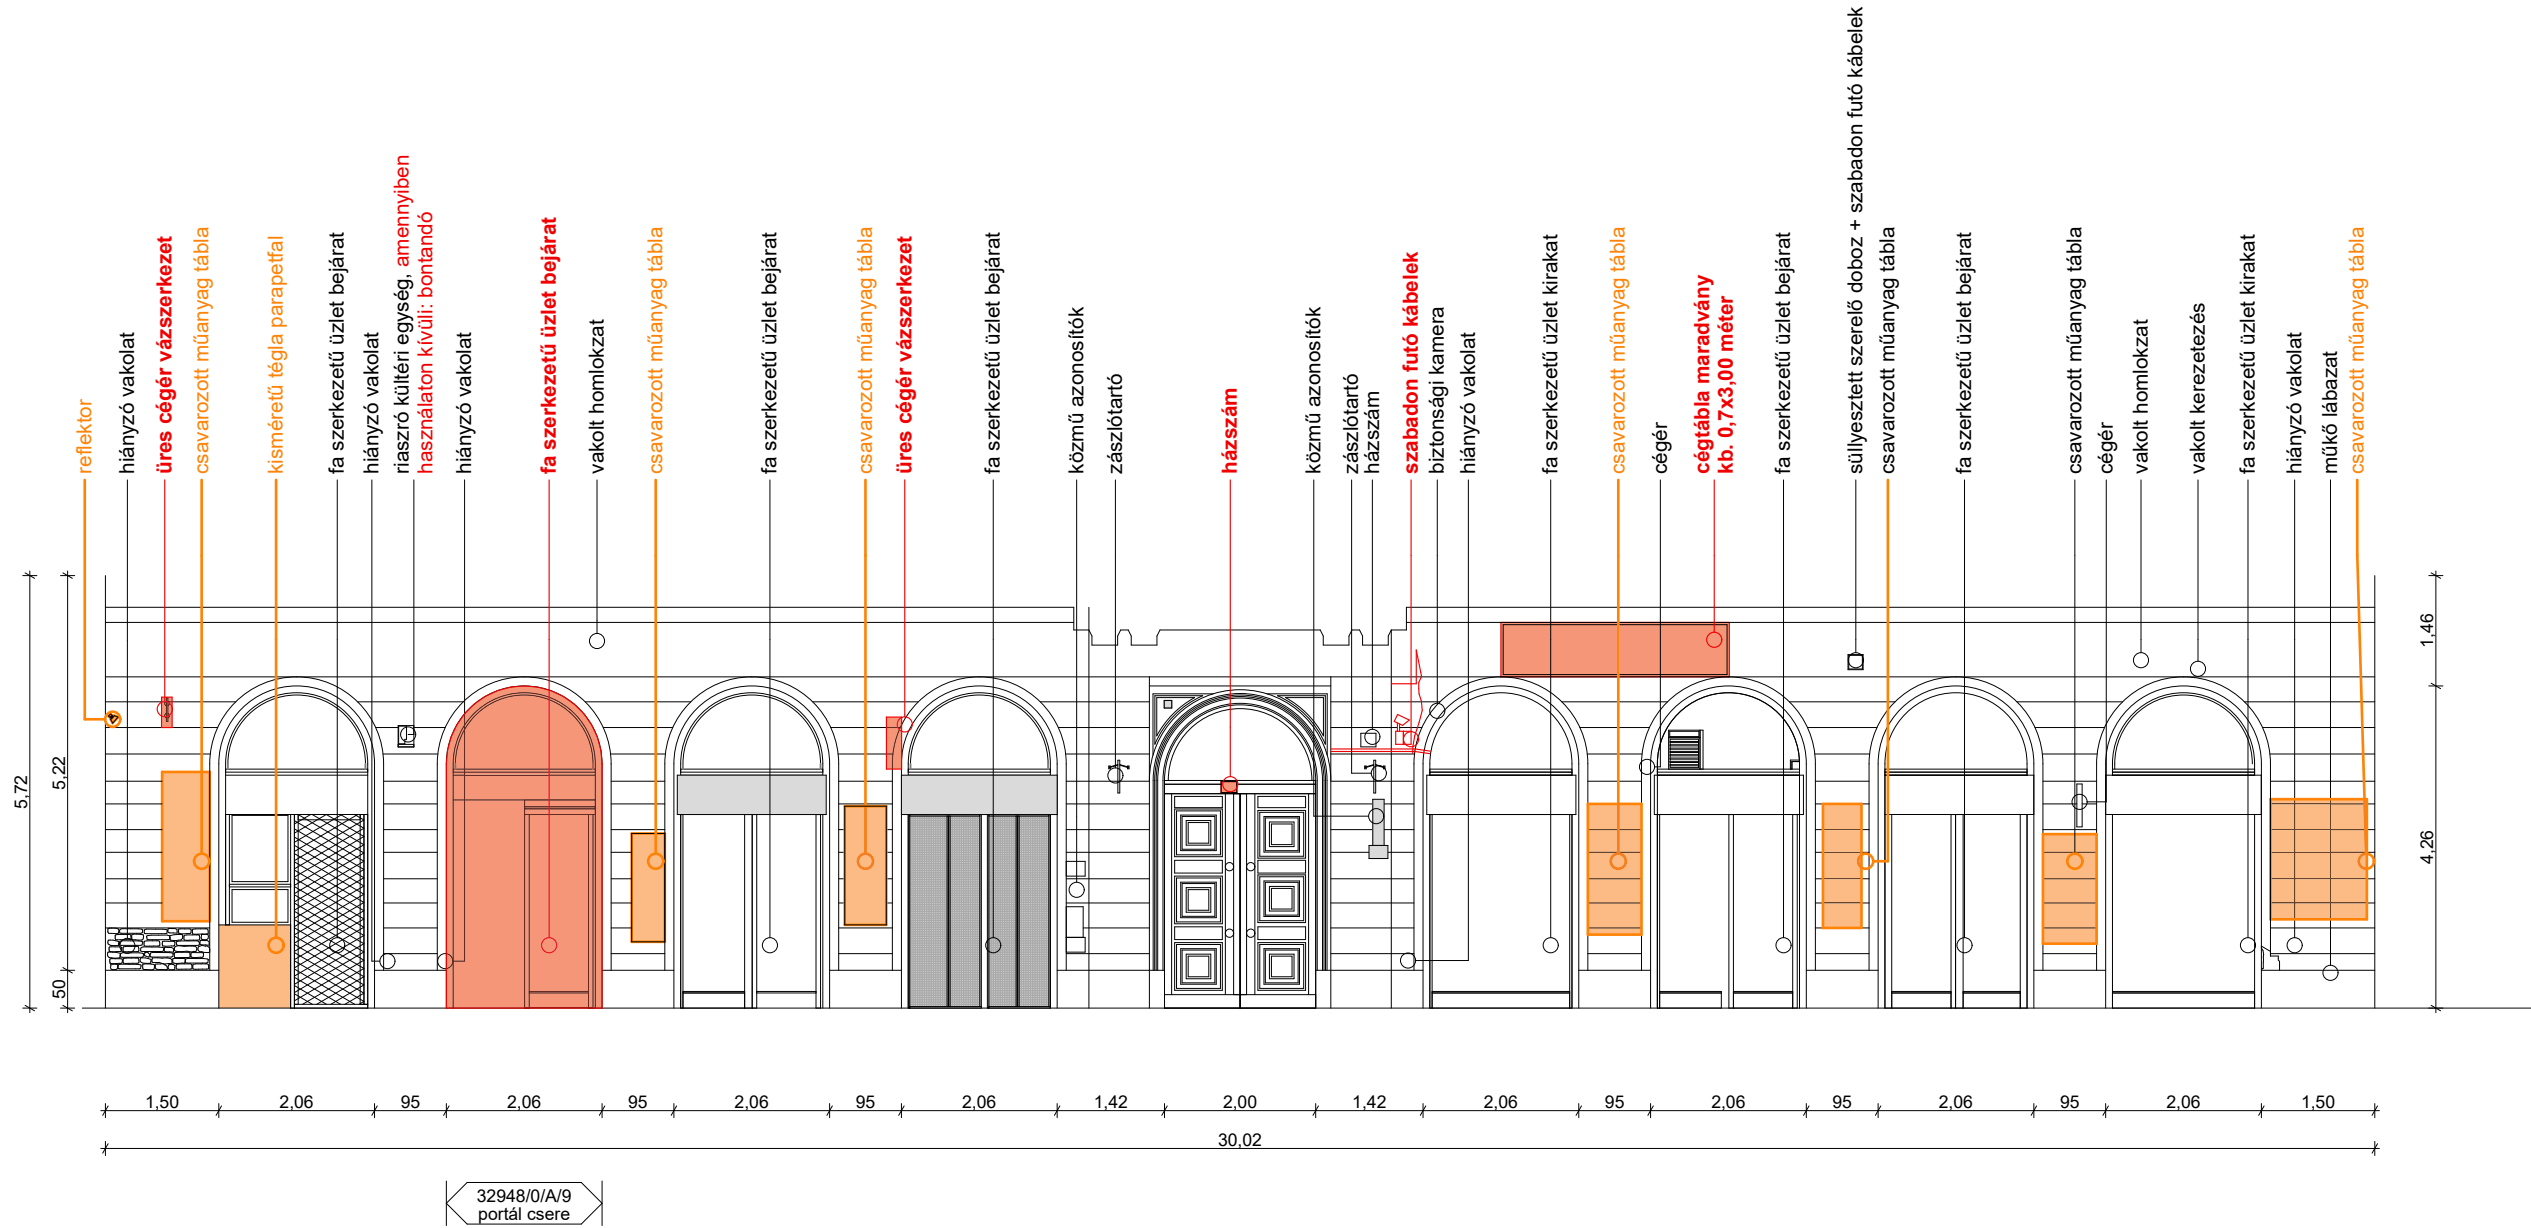 reflektor
hiányzó vakolat
üres cégér vázszerkezet
csavarozott műanyag tábla
kisméretű tégla parapetfal
fa szerkezetű üzlet bejárat
hiányzó vakolat
riaszró kültéri egység, amennyiben
használaton kívüli: bontandó
hiányzó vakolat
fa szerkezetű üzlet bejárat
vakolt homlokzat
csavarozott műanyag tábla
fa szerkezetű üzlet bejárat
csavarozott műanyag tábla
üres cégér vázszerkezet
fa szerkezetű üzlet bejárat
közmű azonosítók
zászlótartó
házszám
közmű azonosítók
zászlótartó
házszám
szabadon futó kábelek
biztonsági kamera
hiányzó vakolat
fa szerkezetű üzlet kirakat
csavarozott műanyag tábla
cégér
cégtábla maradvány
kb. 0,7x3,00 méter
fa szerkezetű üzlet bejárat
süllyesztett szerelő doboz + szabadon futó kábelek
csavarozott műanyag tábla
fa szerkezetű üzlet bejárat
csavarozott műanyag tábla
cégér
vakolt homlokzat
vakolt kerezetezés
fa szerkezetű üzlet kirakat
hiányzó vakolat
műkő lábazat
csavarozott műanyag tábla
5,72
5,22
50
1,46
4,26
1,50 2,06 95 2,06 95 2,06 95 2,06 1,42 2,00 1,42 2,06 95 2,06 95 2,06 95 2,06 1,50
30,02
32948/0/A/9
portál csere